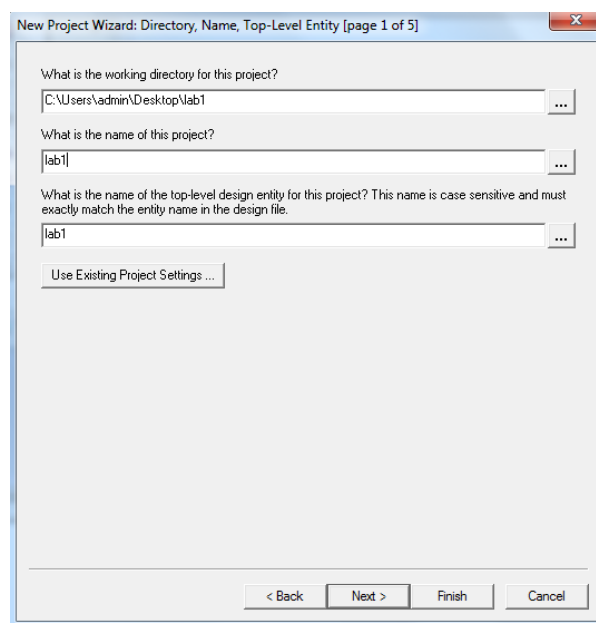 New Project Wizard: Directory, Name, Top-Level Entity [page 1 of 5]
What is the working directory for this project?
C:\Users\admin\Desktop\lab1
...
What is the name of this project?
lab1
...
What is the name of the top-level design entity for this project? This name is case sensitive and must
exactly match the entity name in the design file.
lab1
...
Use Existing Project Settings ...
< Back
Next >
Finish
Cancel